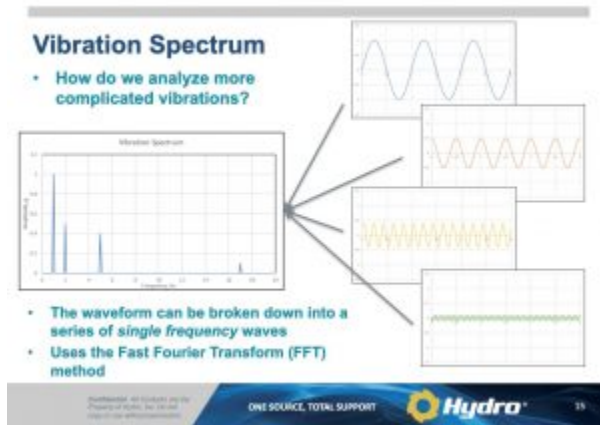 Vibration Spectrum
• How do we analyze more
complicated vibrations?
Vibration Spectrum
• The waveform can be broken down into a
series of single frequency waves
• Uses the Fast Fourier Transform (FFT)
method
ONE SOURCE, TOTAL SUPPORT
Hydro